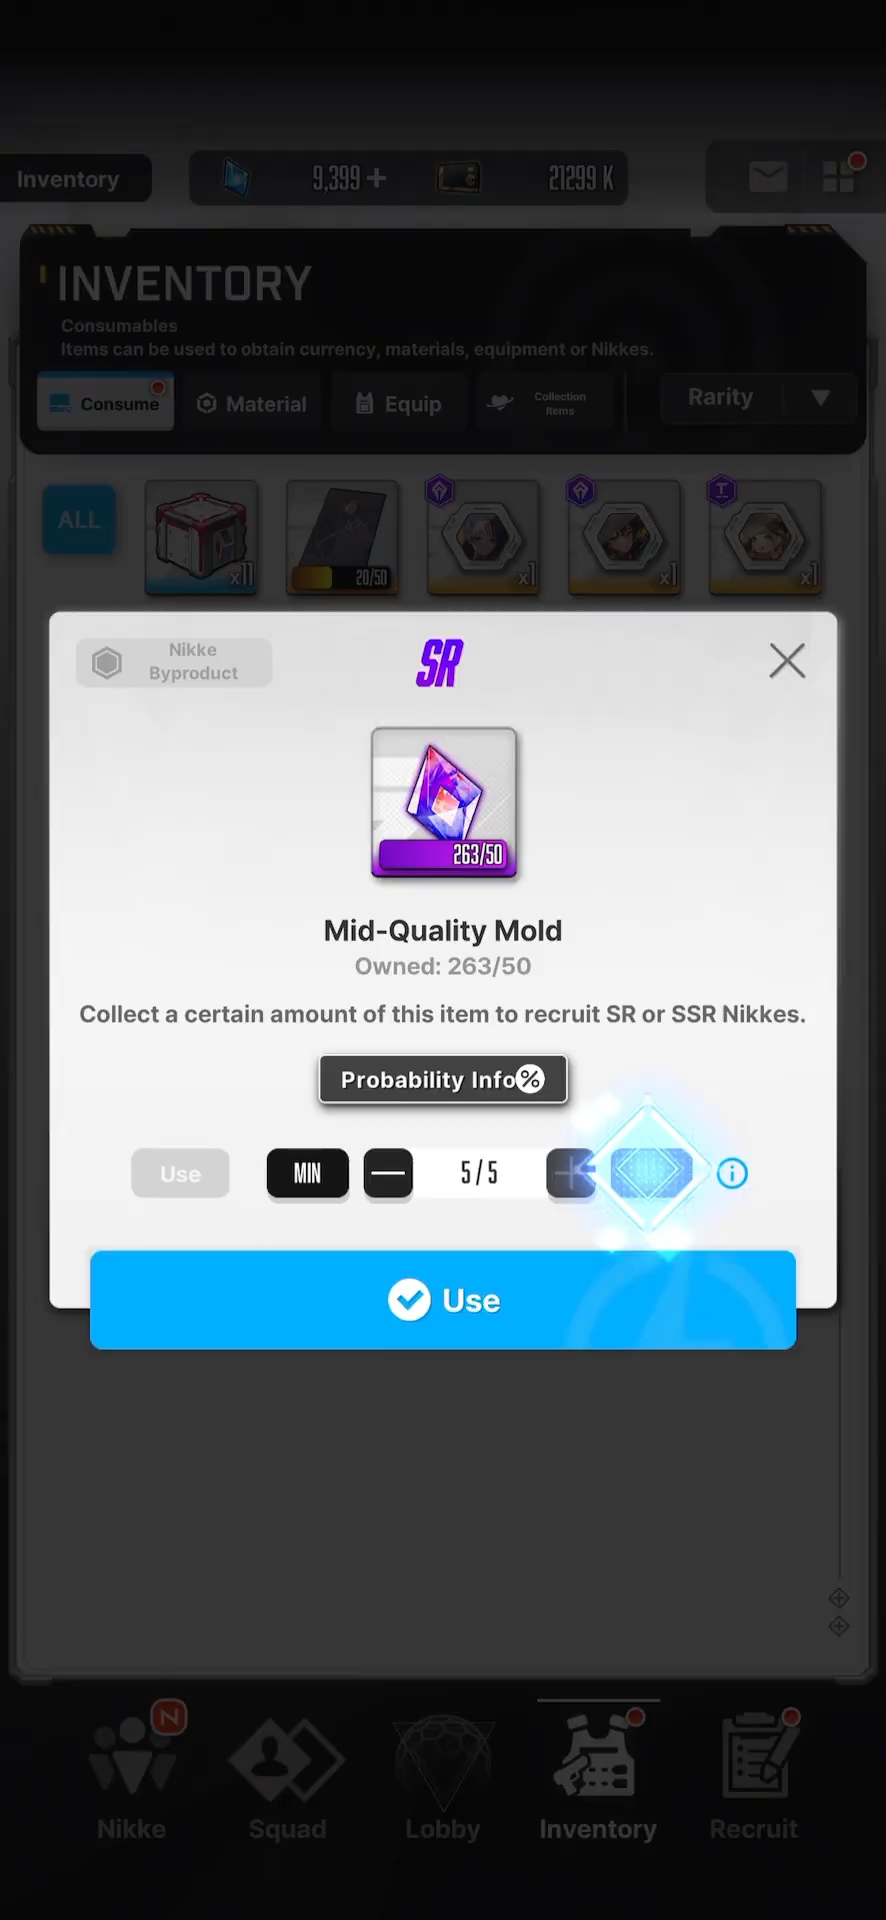 Inventory
9,399
21299 K
INVENTORY
Consumables
Items can be used to obtain currency, materials, equipment or Nikkes.
Consume
Material
Equip
Collection
Items
Rarity
ALL
x11
20/50
x1
x1
x1
Nikke
Byproduct
SR
263/50
Mid-Quality Mold
Owned: 263/50
Collect a certain amount of this item to recruit SR or SSR Nikkes.
Probability Info %
Use
MIN
5/5
Use
N
Nikke
Squad
Lobby
Inventory
Recruit